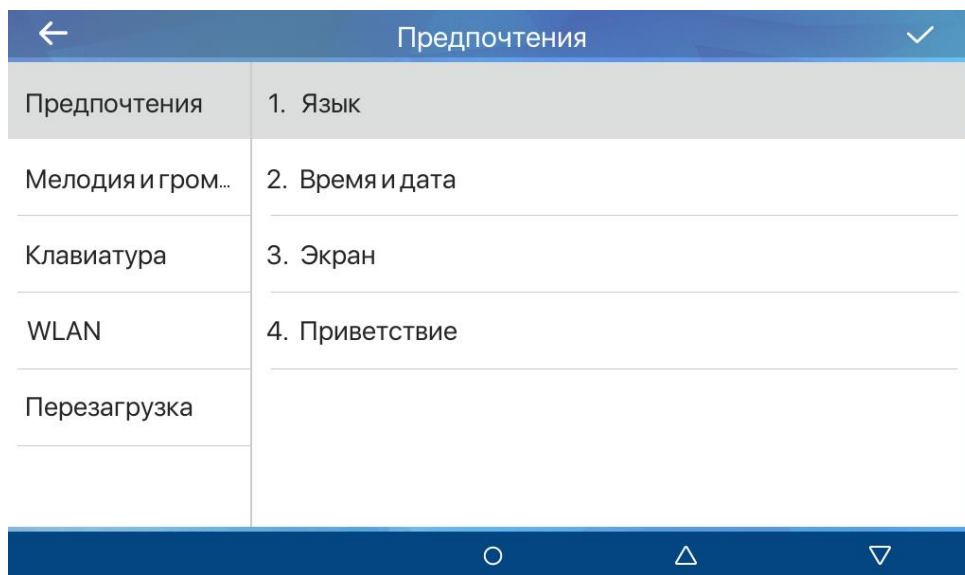 Предпочтения
Предпочтения
1. Язык
Мелодия и гром...
2. Время и дата
Клавиатура
3. Экран
WLAN
4. Приветствие
Перезагрузка